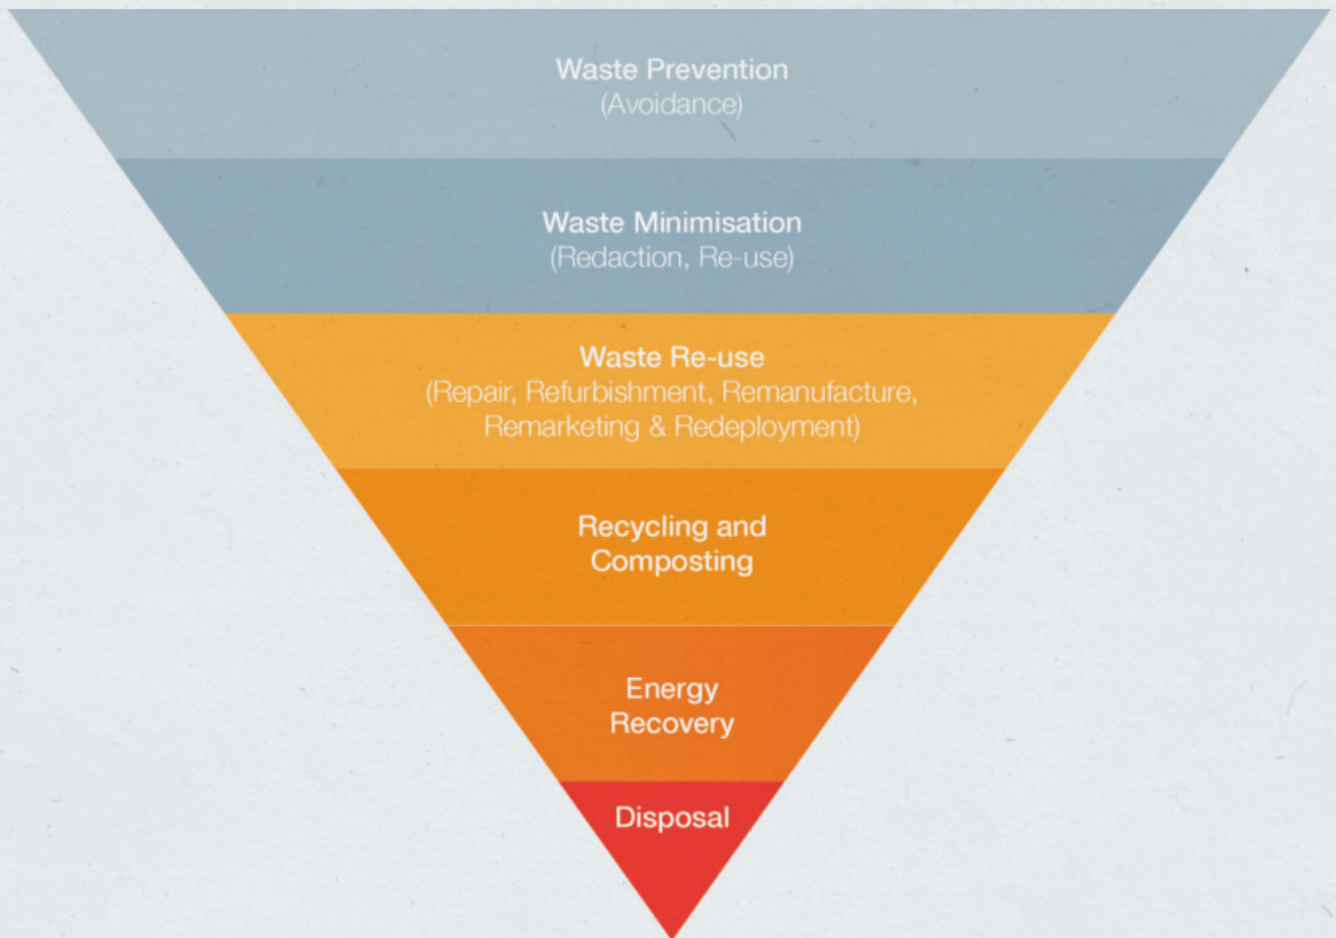 Waste Prevention
(Avoidance)
Waste Minimisation
(Redaction, Re-use)
Waste Re-use
(Repair, Refurbishment, Remanufacture,
Remarketing & Redeployment)
Recycling and
Composting
Energy
Recovery
Disposal